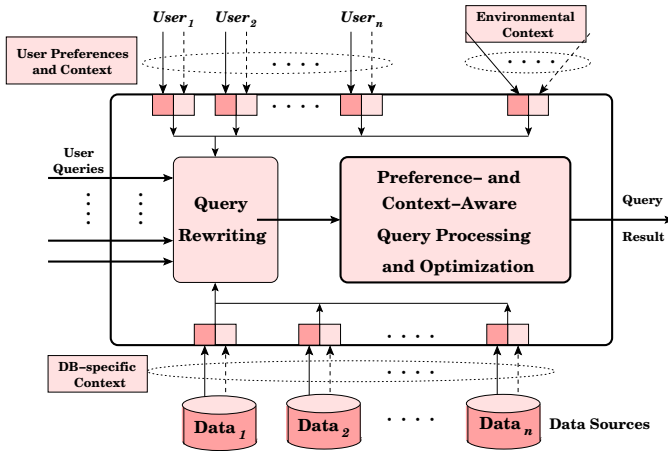 User1 User2 Usern
Environmental
Context
User Preferences
and Context
. . . .
. . . .
. . . .
User
Queries
Query
Rewriting
Preference– and
Context–Aware
Query Processing
and Optimization
Query
Result
. . . .
DB–specific
Context
. . . .
Data1 Data2 . . . . Datan Data Sources